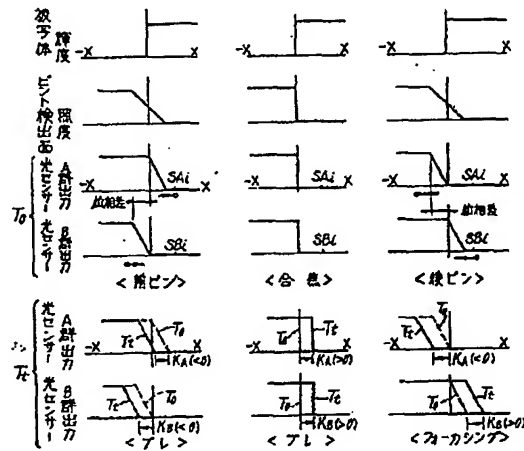 被写体 輝度
-X X -X X -X X
ピント検出面 照度
T₀
光センサー A群出力
-X SAi X -X SAi X -X SAi X
位相差 位相差
光センサー B群出力
SBi SBi SBi
<前ピン> <合焦> <後ピン>
Tt
光センサー A群出力
Tt T₀ T₀ Tt Tt T₀
-X X -X X -X X
KA(<0) KA(>0) KA(<0)
光センサー B群出力
Tt T₀ T₀ Tt T₀ Tt
KB(<0) KB(>0) KB(>0)
<ブレ> <ブレ> <フォーカシング>